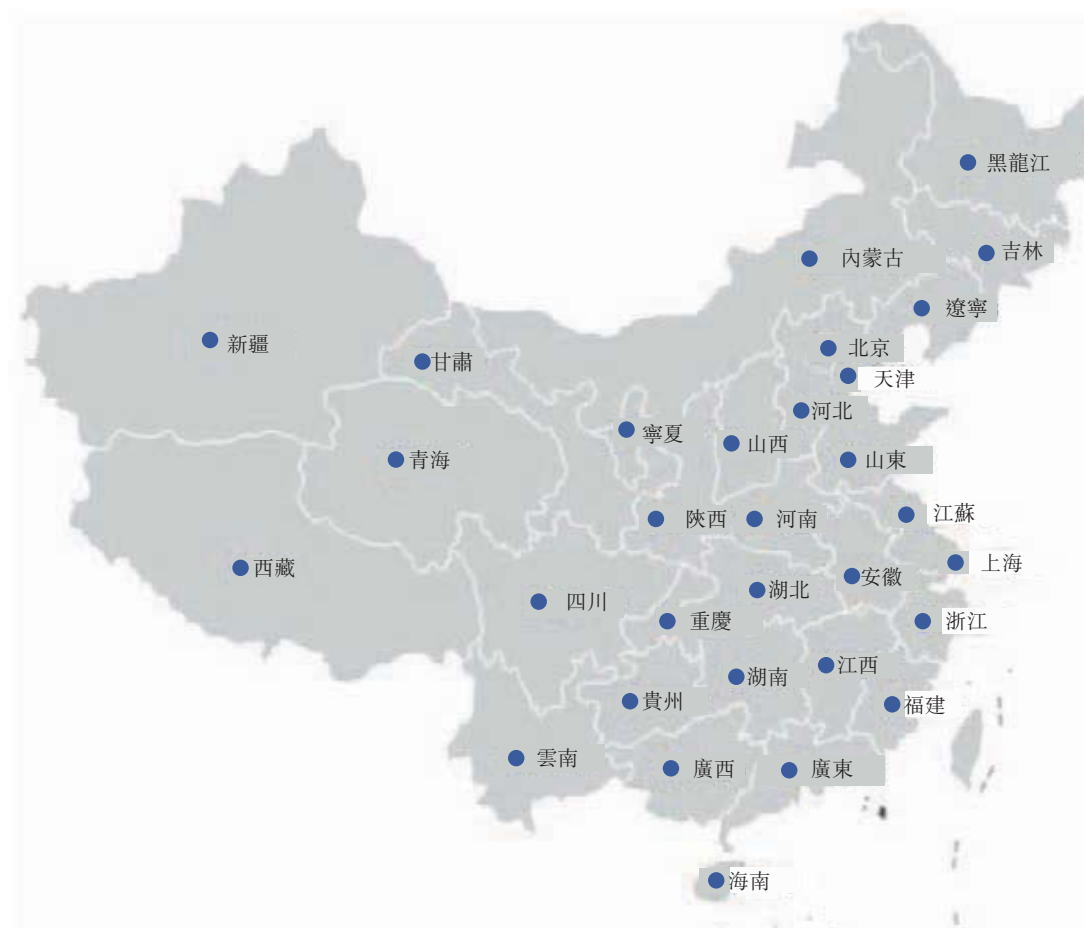 黑龍江
吉林
內蒙古
遼寧
新疆
北京
甘肅
天津
河北
寧夏
山西
青海
山東
陝西
河南
江蘇
上海
西藏
安徽
湖北
四川
重慶
浙江
江西
湖南
貴州
福建
雲南
廣西
廣東
海南